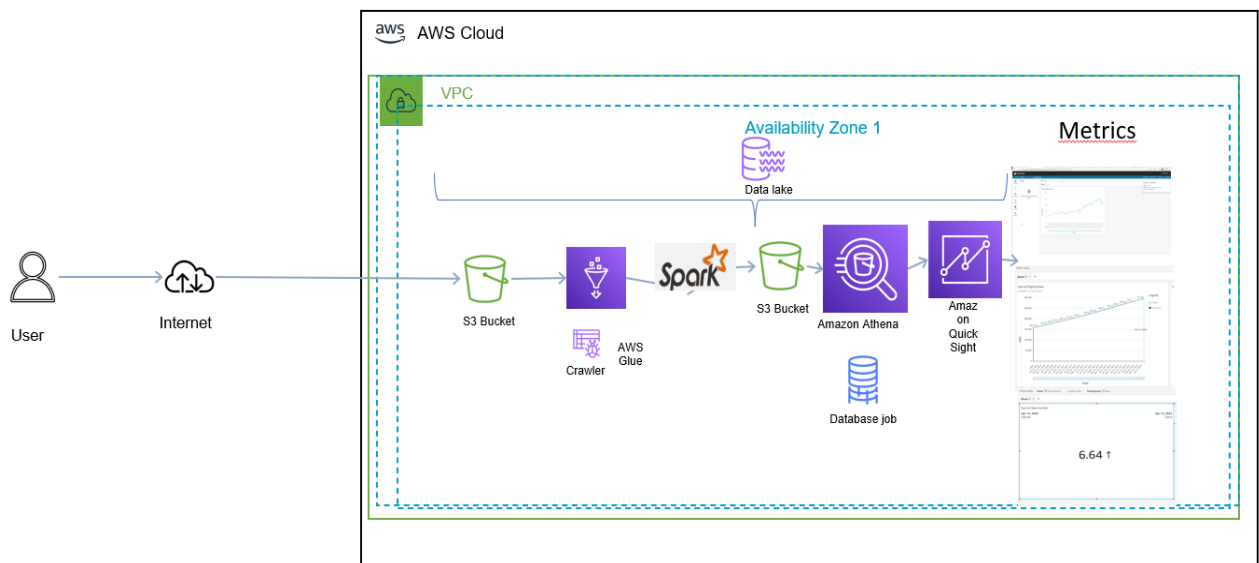 aws
AWS Cloud
VPC
Availability Zone 1
Metrics
Data lake
User
Internet
S3 Bucket
Crawler
AWS
Glue
Spark
S3 Bucket
Amazon Athena
Database job
Amaz
on
Quick
Sight
6.64 ↑